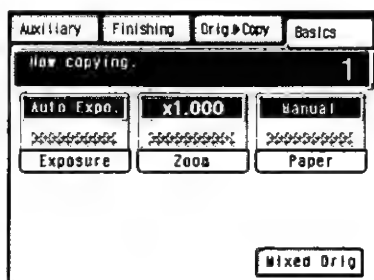 Auxiliary Finishing Orig.▶Copy Basics
Now copying. 1
Auto Expo. x1.000 Manual
Exposure Zoom Paper
Mixed Orig